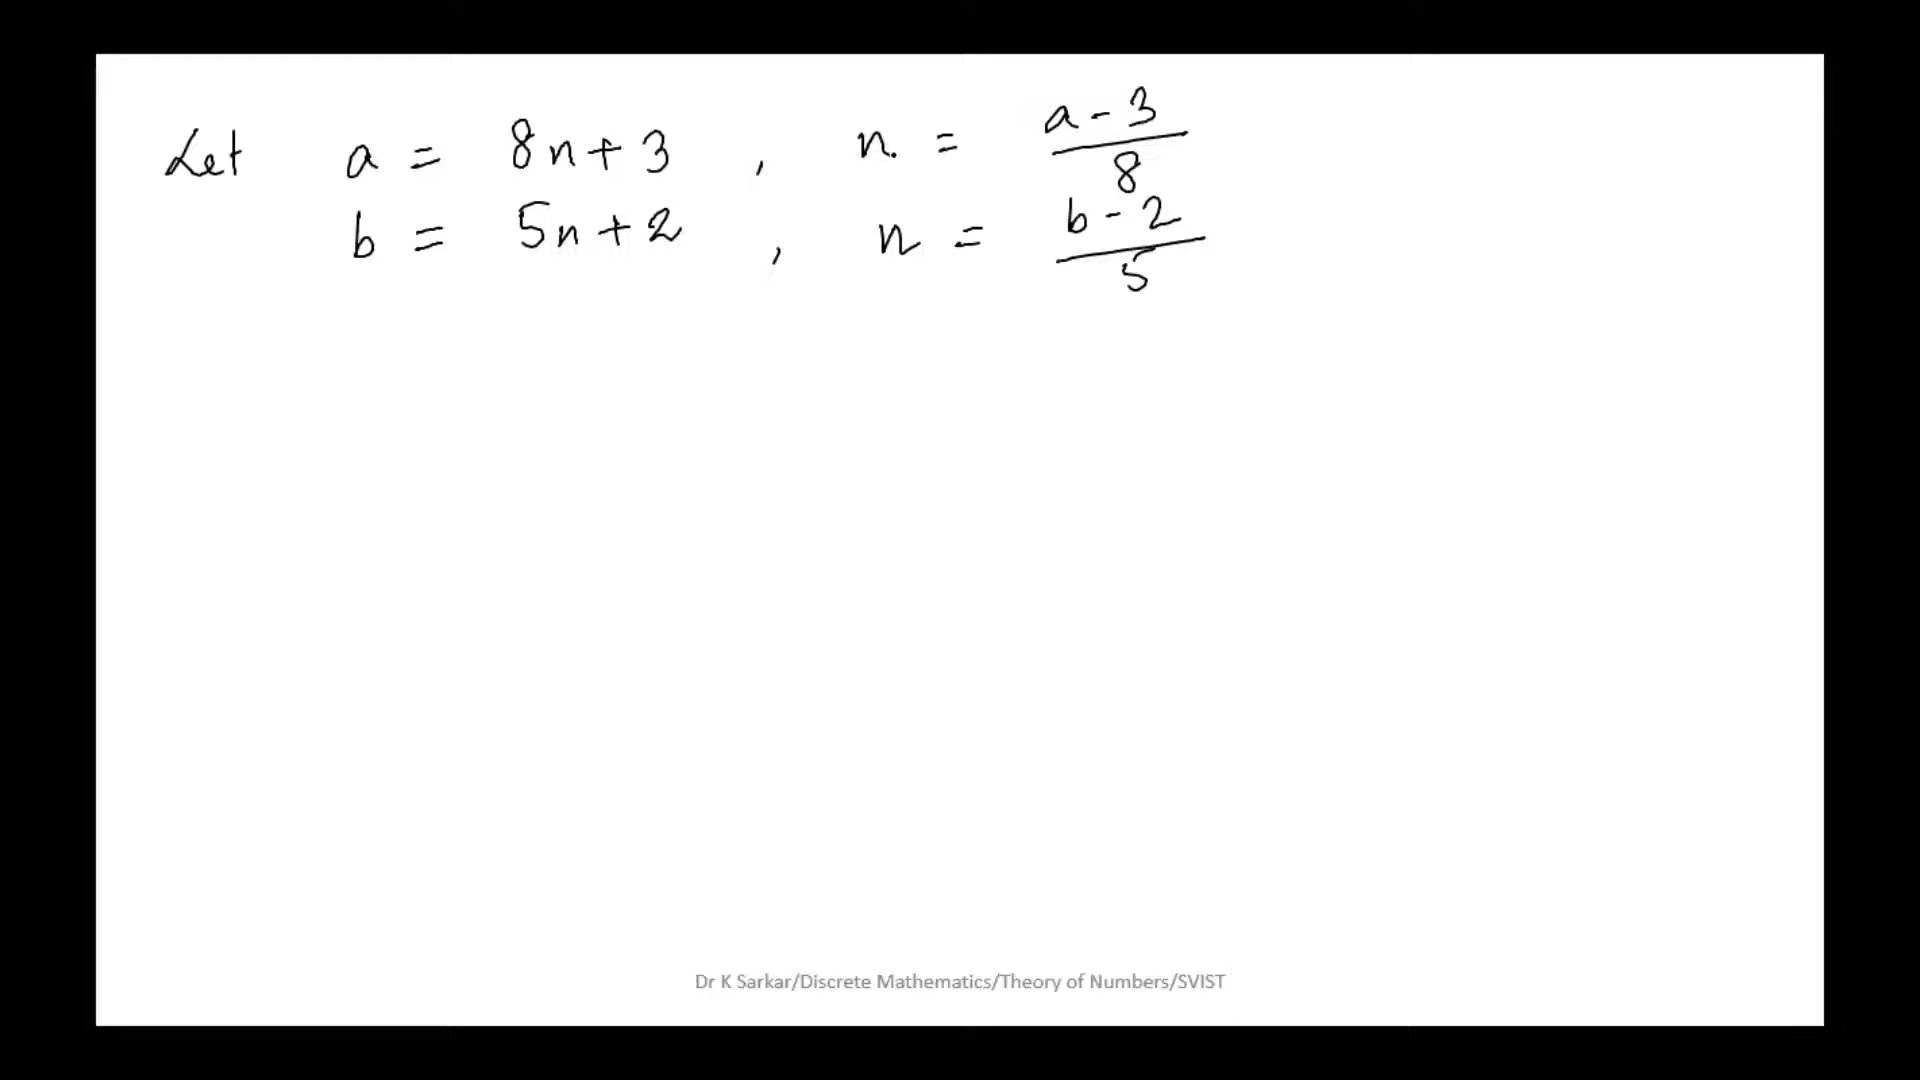 Let a = 8n+3 , n. = a-3/8
b = 5n+2 , n = b-2/5
Dr K Sarkar/Discrete Mathematics/Theory of Numbers/SVIST